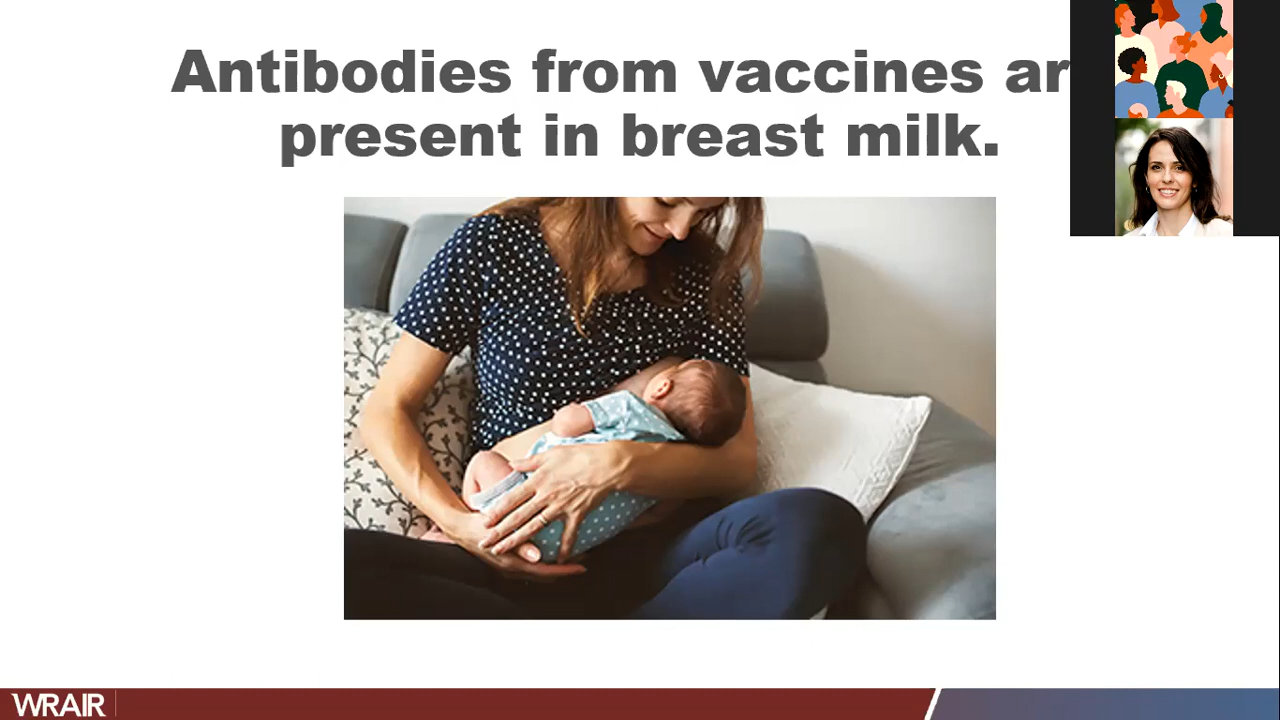 Antibodies from vaccines ar
present in breast milk.
WRAIR